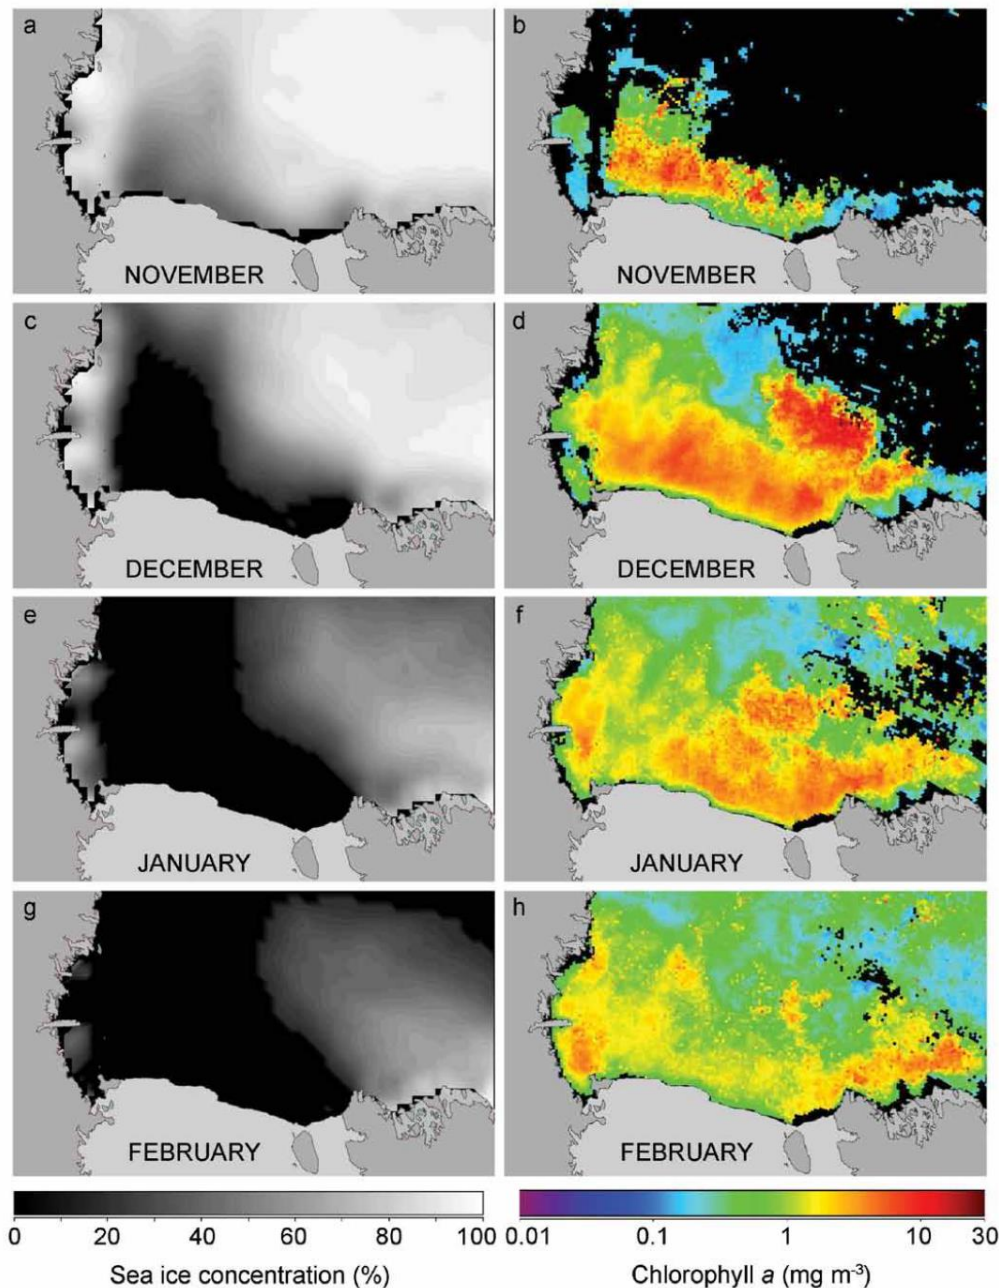 a
b
NOVEMBER
NOVEMBER
c
d
DECEMBER
DECEMBER
e
f
JANUARY
JANUARY
g
h
FEBRUARY
FEBRUARY
0 20 40 60 80 100
0.01 0.1 1 10 30
Sea ice concentration (%)
Chlorophyll a (mg m⁻³)